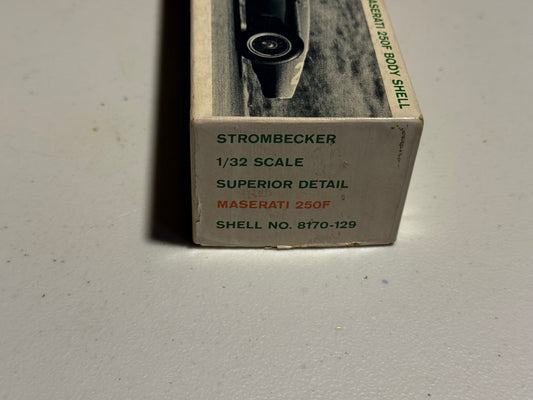 MASERATI 250F BODY SHELL
STROMBECKER
1/32 SCALE
SUPERIOR DETAIL
MASERATI 250F
SHELL NO. 8170-129